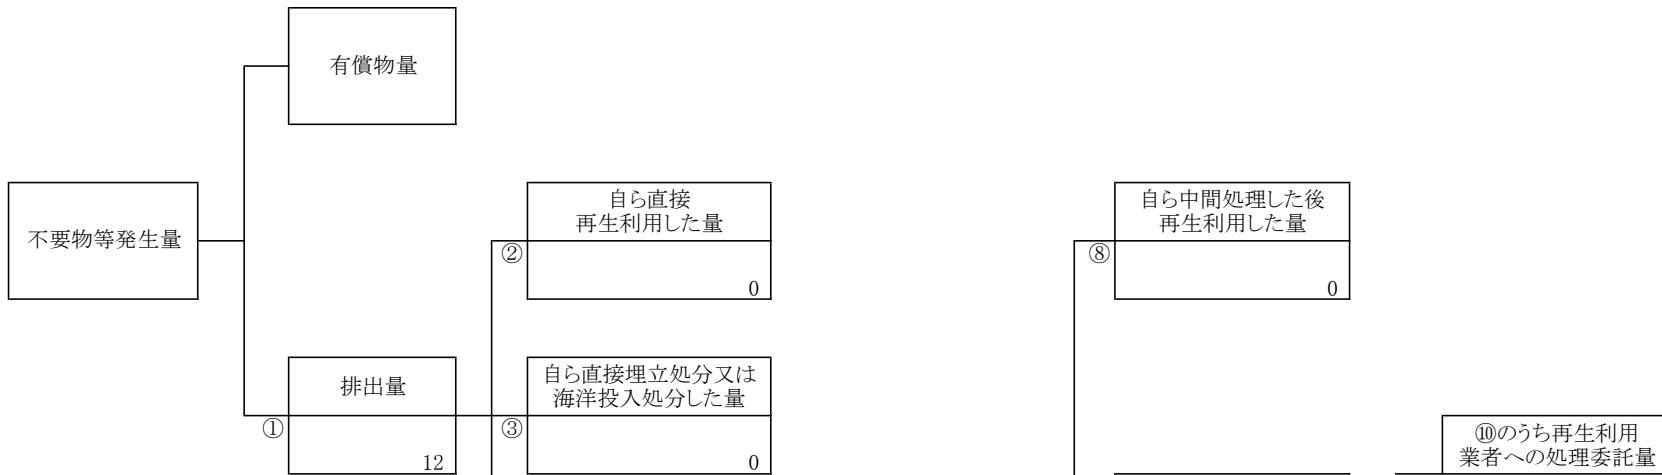 有償物量
不要物等発生量
自ら直接
再生利用した量
②
0
自ら中間処理した後
再生利用した量
⑧
0
排出量
①
12
自ら直接埋立処分又は
海洋投入処分した量
③
0
⑩のうち再生利用
業者への処理委託量